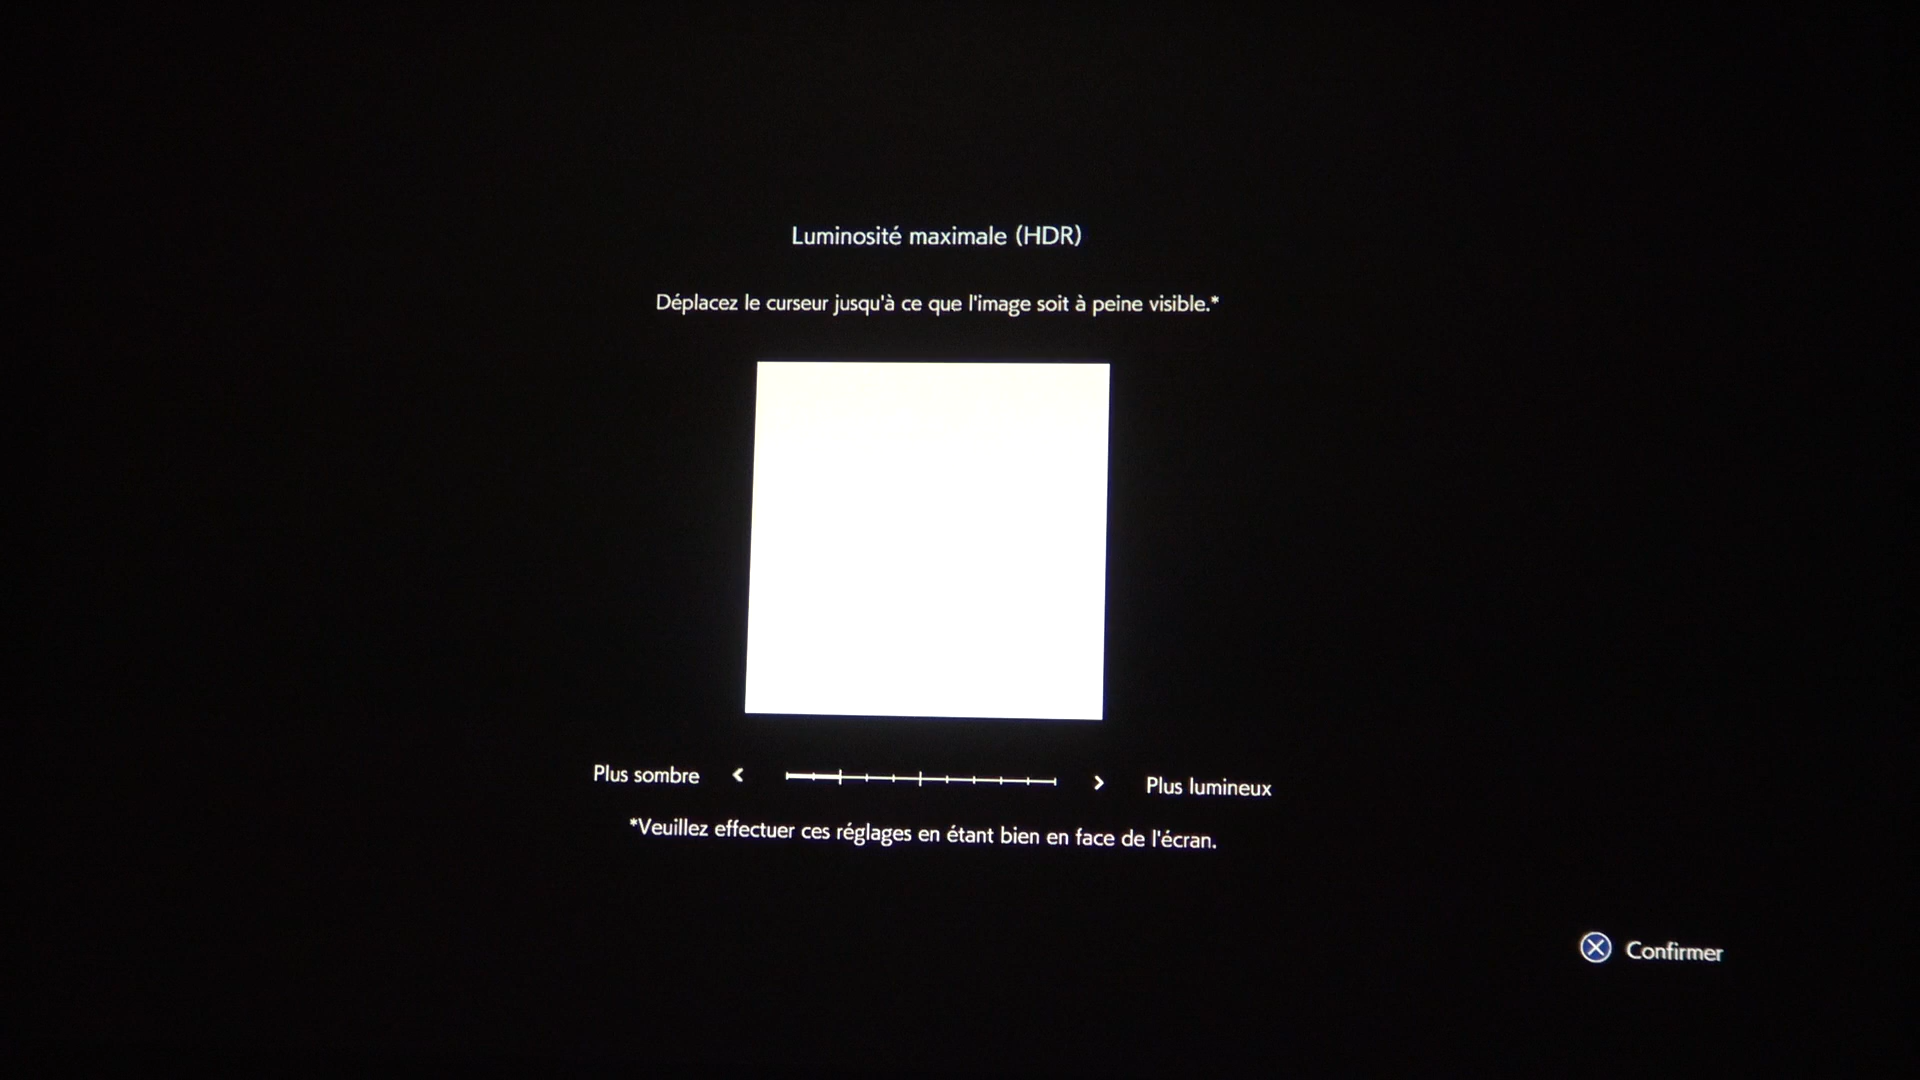 Luminosité maximale (HDR)
Déplacez le curseur jusqu'à ce que l'image soit à peine visible.*
Plus sombre
Plus lumineux
*Veuillez effectuer ces réglages en étant bien en face de l'écran.
Confirmer